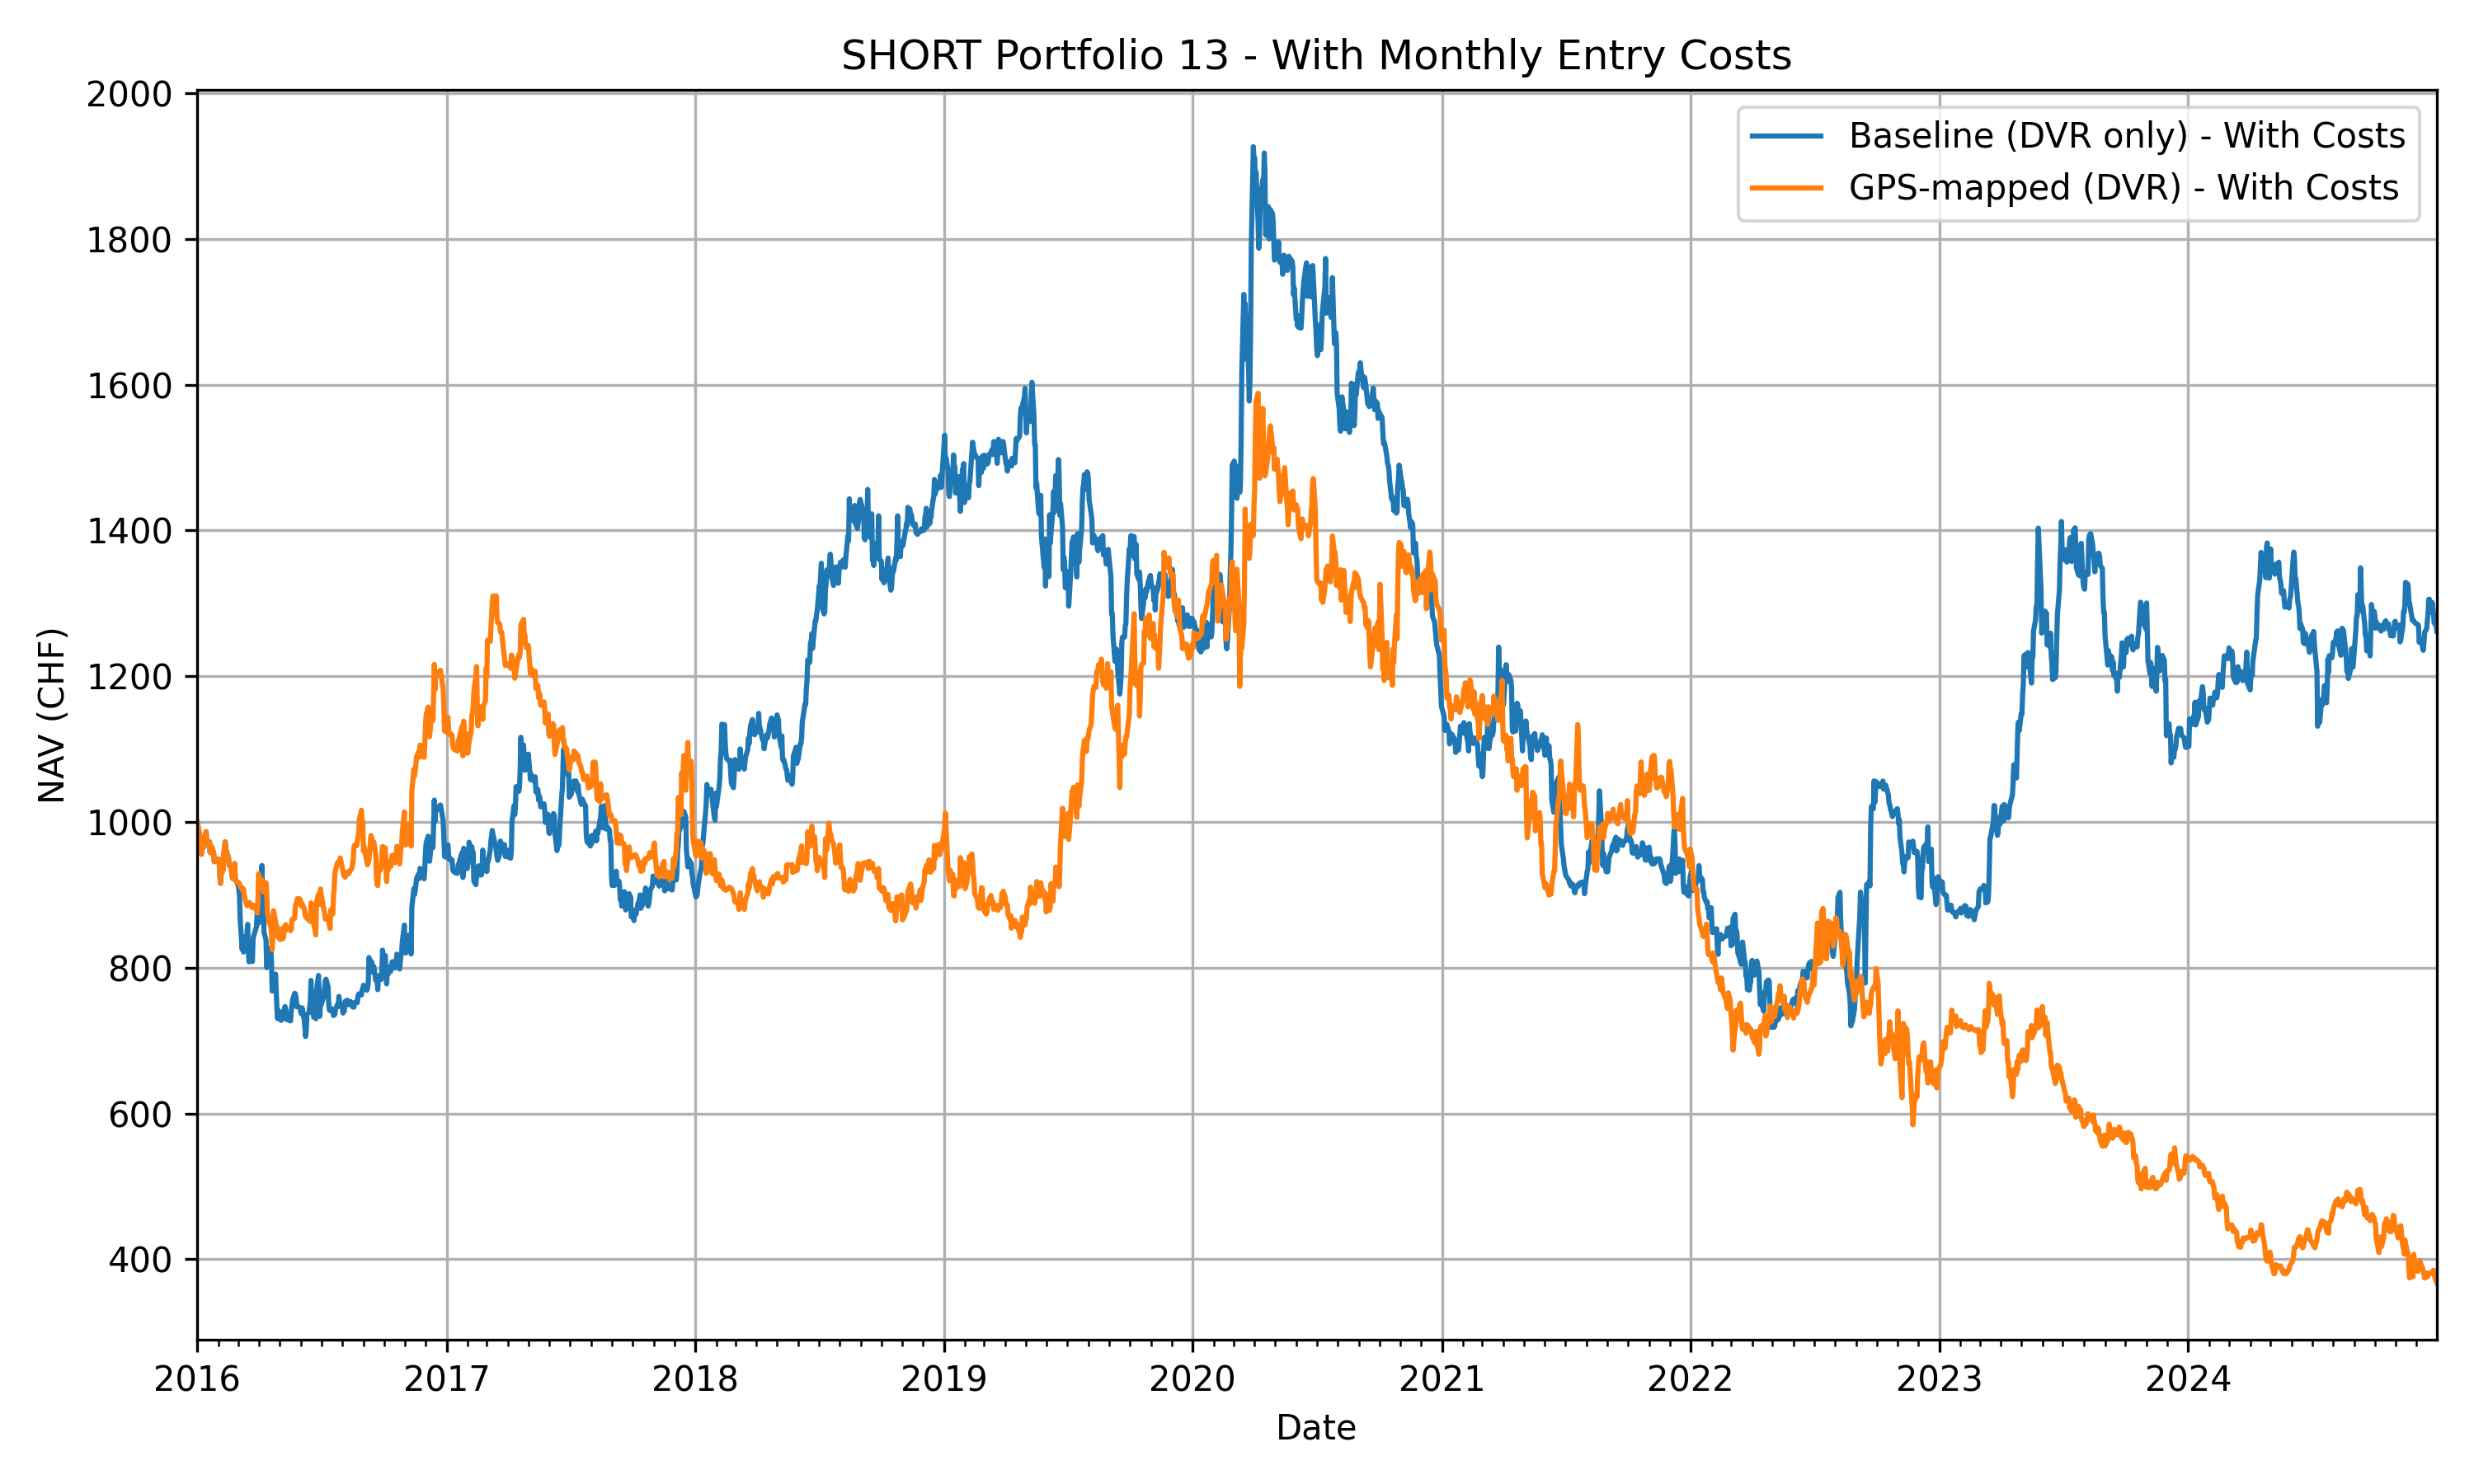 SHORT Portfolio 13 - With Monthly Entry Costs
Baseline (DVR only) - With Costs
GPS-mapped (DVR) - With Costs
NAV (CHF)
2000
1800
1600
1400
1200
1000
800
600
400
2016 2017 2018 2019 2020 2021 2022 2023 2024
Date